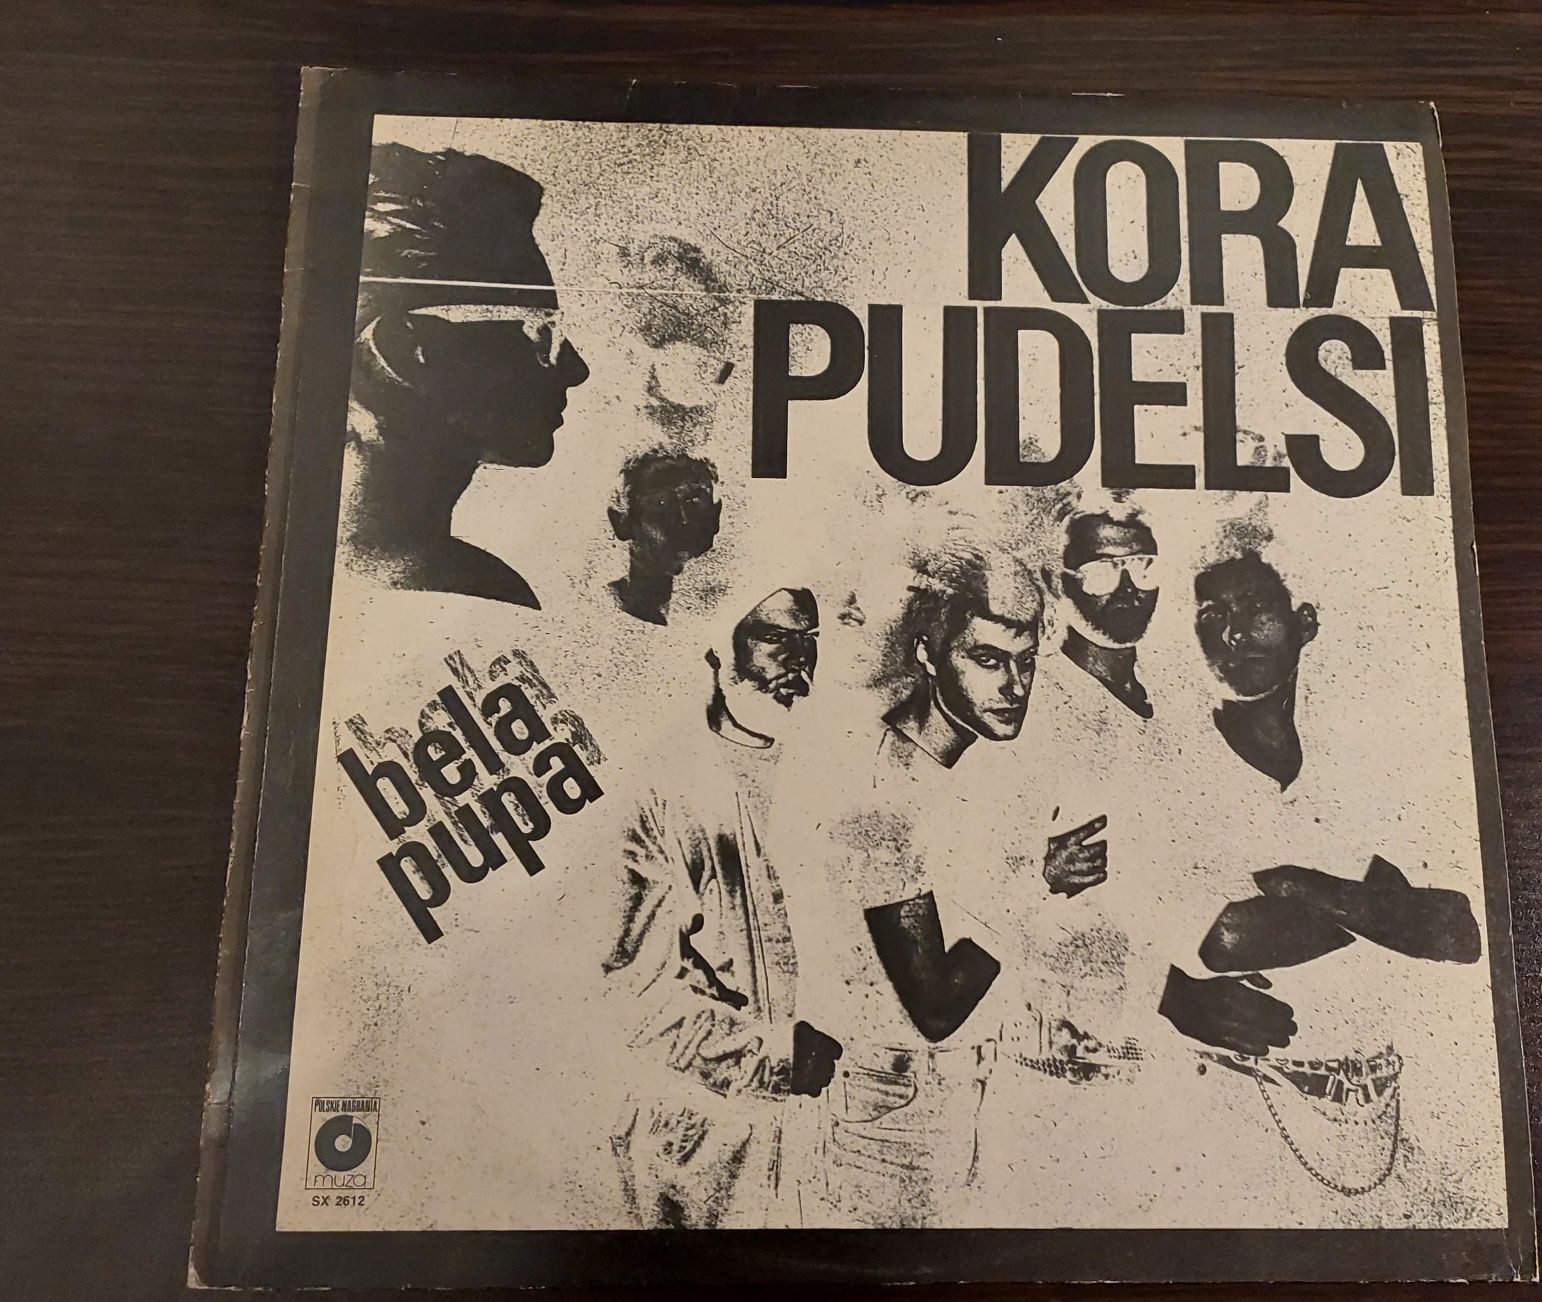 KORA
PUDELSI
bela
pupa
POLSKIE NAGRANIA
muza
SX 2612